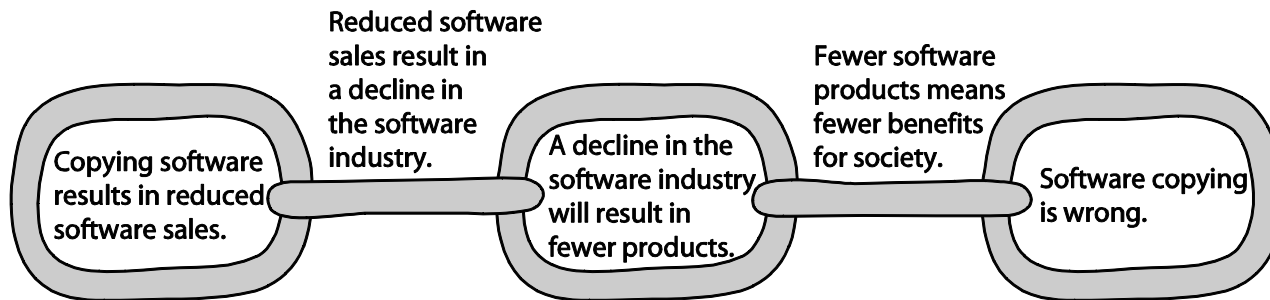 Copying software
results in reduced
software sales.
Reduced software
sales result in
a decline in
the software
industry.
A decline in the
software industry
will result in
fewer products.
Fewer software
products means
fewer benefits
for society.
Software copying
is wrong.